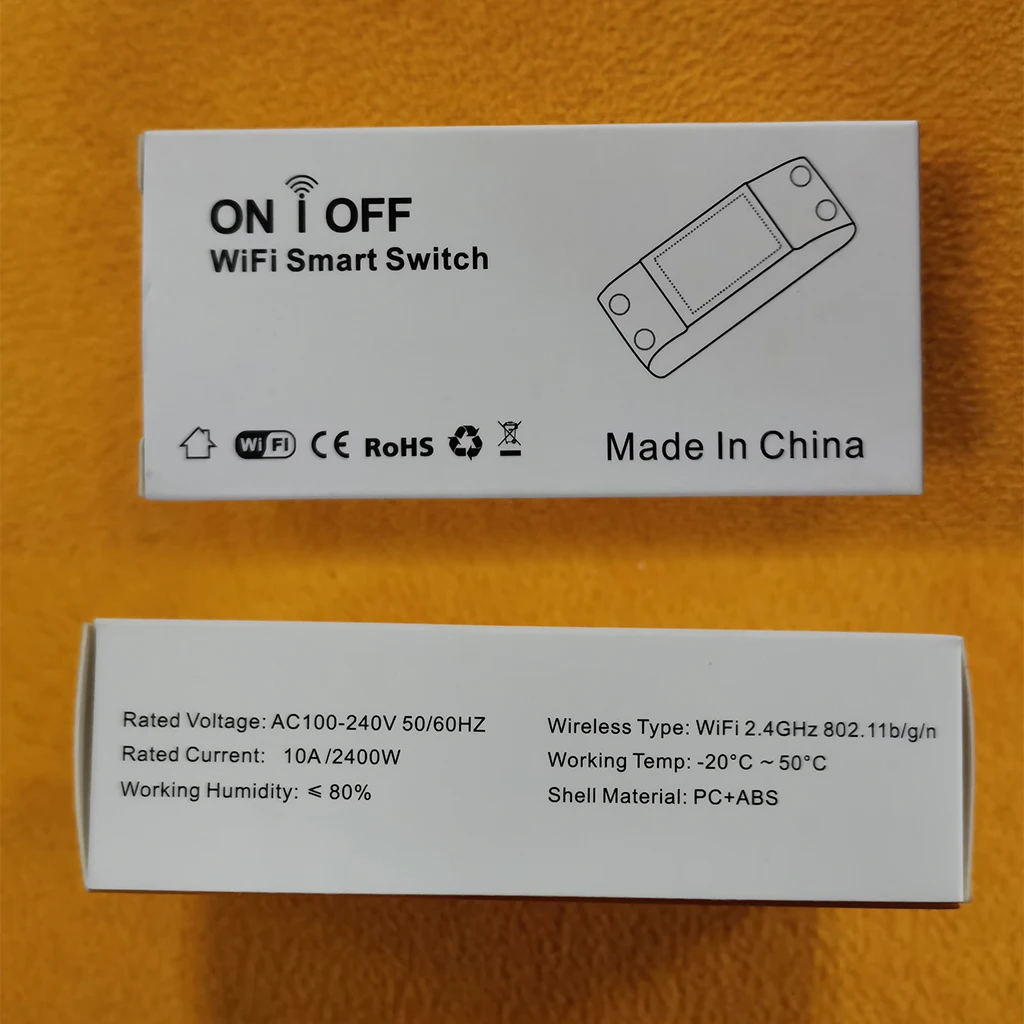 ON i OFF
WiFi Smart Switch
WiFi CE RoHS
Made In China
Rated Voltage: AC100-240V 50/60HZ
Rated Current: 10A/2400W
Working Humidity: ≤ 80%
Wireless Type: WiFi 2.4GHz 802.11b/g/n
Working Temp: -20°C ~ 50°C
Shell Material: PC+ABS